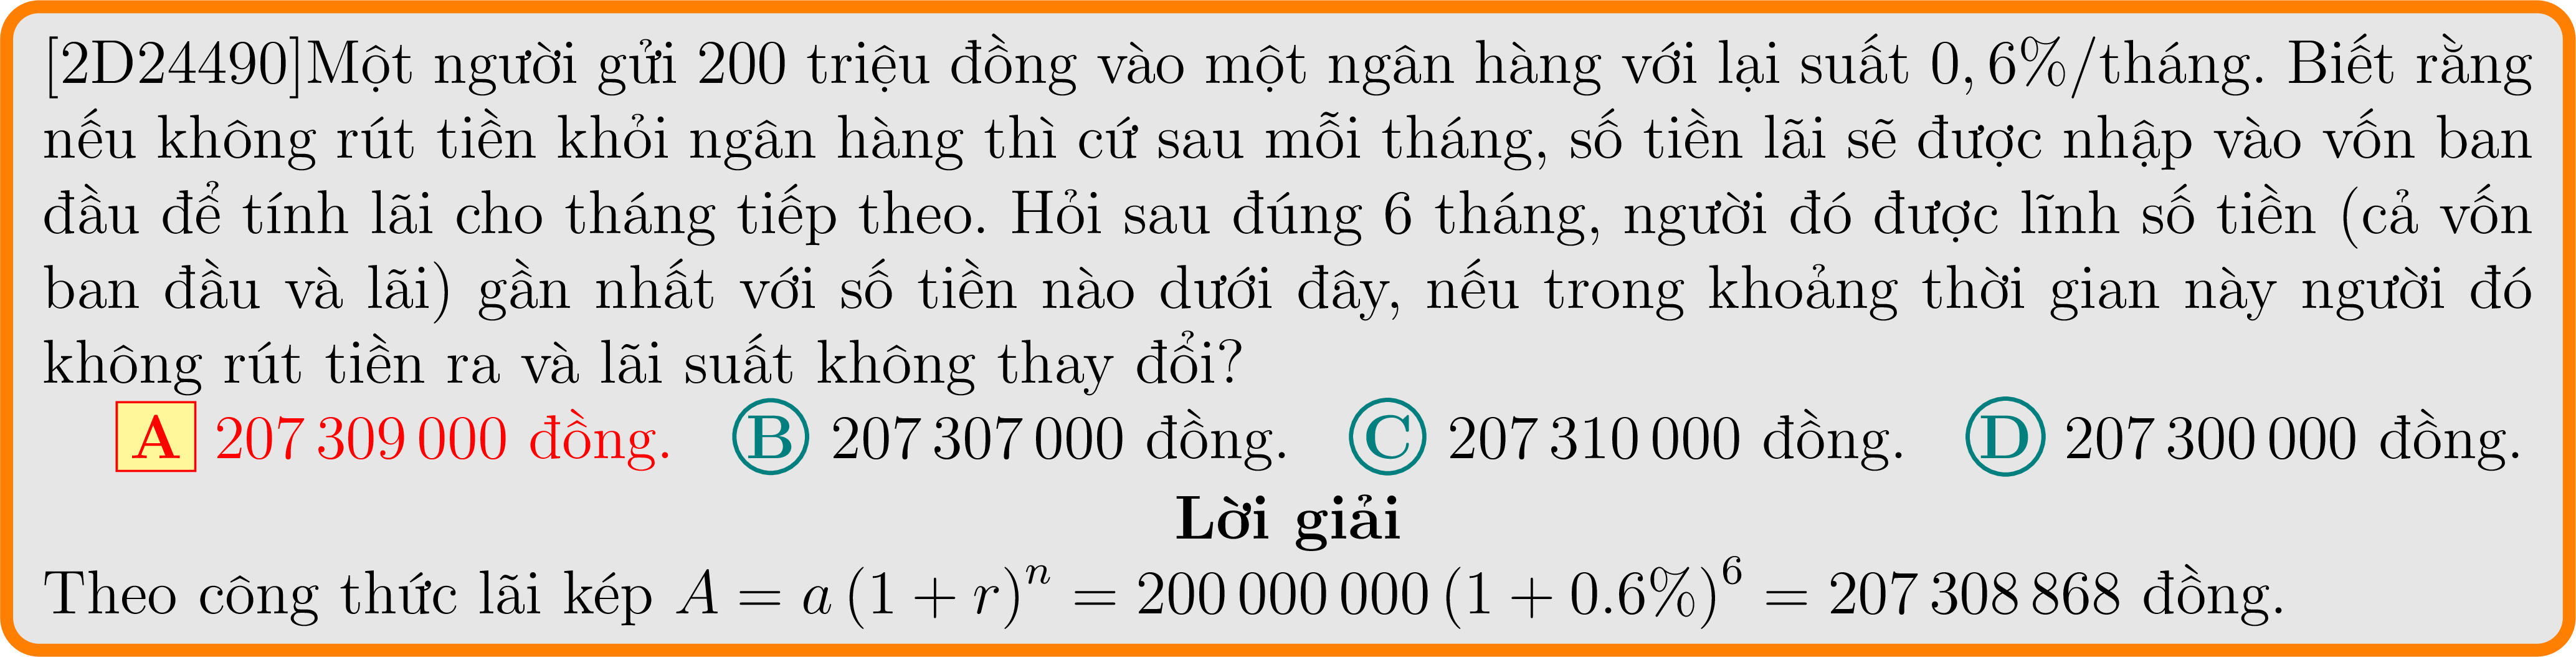 [2D24490]Một người gửi 200 triệu đồng vào một ngân hàng với lại suất 0, 6%/tháng. Biết rằng
nếu không rút tiền khỏi ngân hàng thì cứ sau mỗi tháng, số tiền lãi sẽ được nhập vào vốn ban
đầu để tính lãi cho tháng tiếp theo. Hỏi sau đúng 6 tháng, người đó được lĩnh số tiền (cả vốn
ban đầu và lãi) gần nhất với số tiền nào dưới đây, nếu trong khoảng thời gian này người đó
không rút tiền ra và lãi suất không thay đổi?
A 207 309 000 đồng. B 207 307 000 đồng. C 207 310 000 đồng. D 207 300 000 đồng.
Lời giải
Theo công thức lãi kép A = a (1 + r)^n = 200 000 000 (1 + 0.6%)^6 = 207 308 868 đồng.